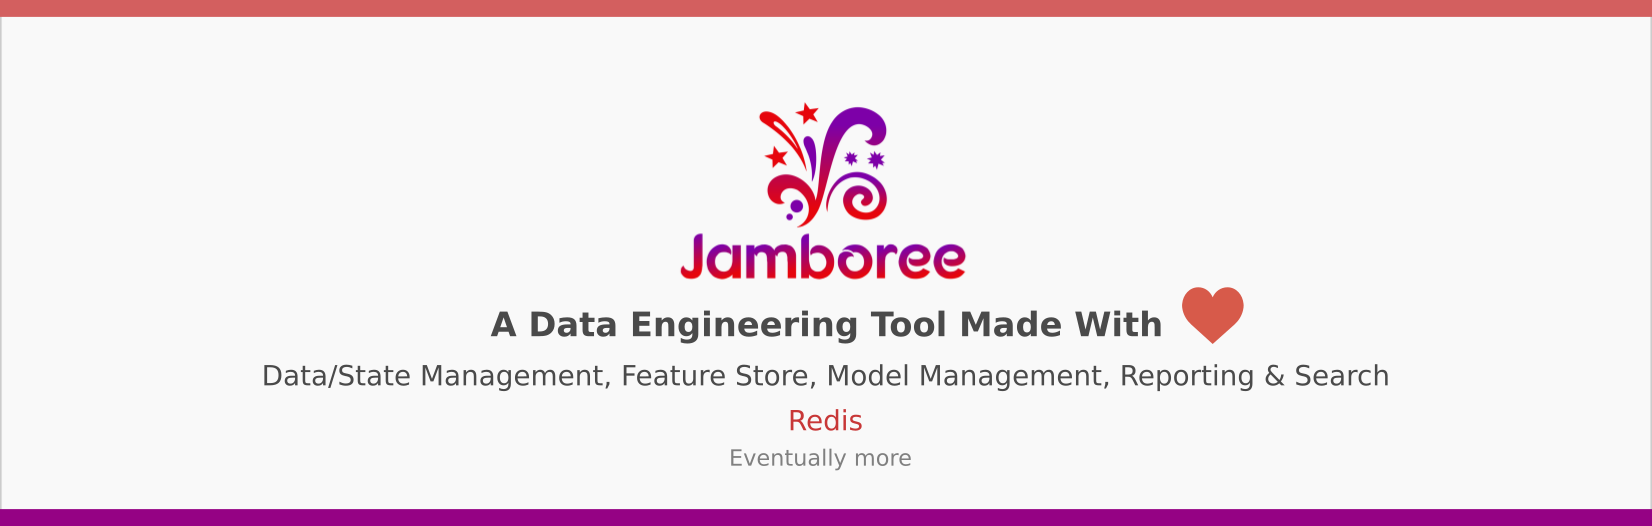 Jamboree
A Data Engineering Tool Made With
Data/State Management, Feature Store, Model Management, Reporting & Search
Redis
Eventually more